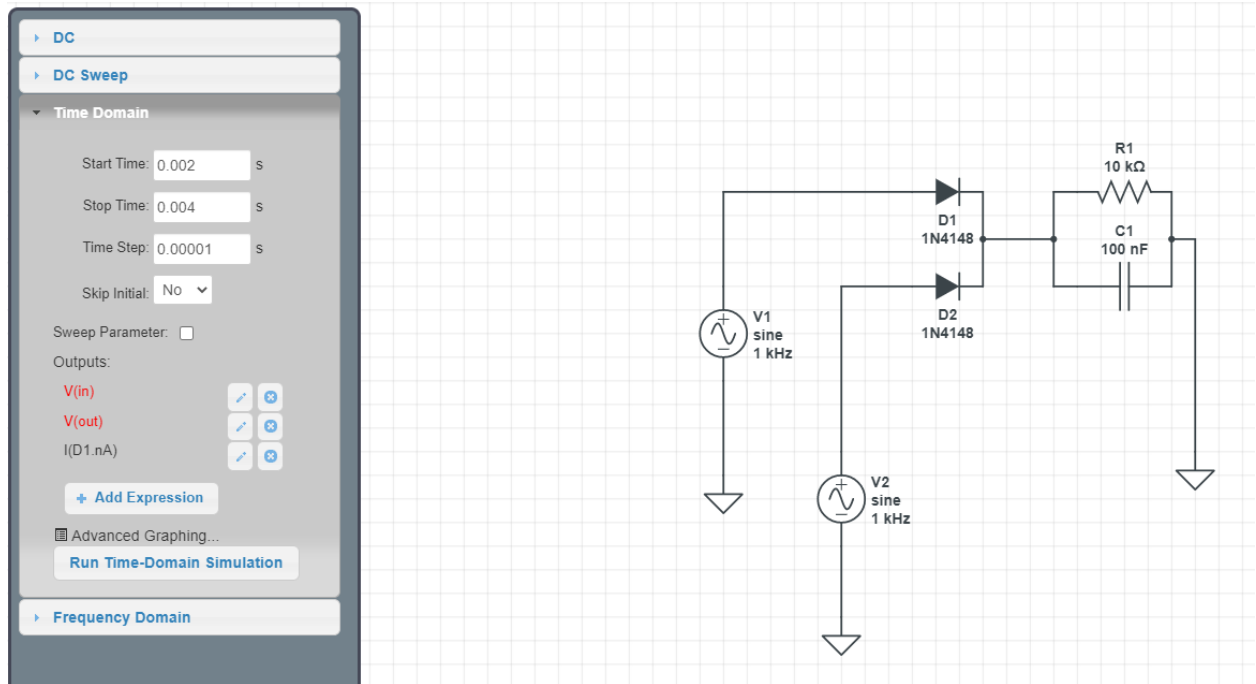 DC
DC Sweep
Time Domain
Start Time: 0.002 s
Stop Time: 0.004 s
Time Step: 0.00001 s
Skip Initial: No
Sweep Parameter:
Outputs:
V(in)
V(out)
I(D1.nA)
+ Add Expression
Advanced Graphing...
Run Time-Domain Simulation
Frequency Domain
R1
10 kΩ
D1
1N4148
C1
100 nF
D2
1N4148
V1
sine
1 kHz
V2
sine
1 kHz